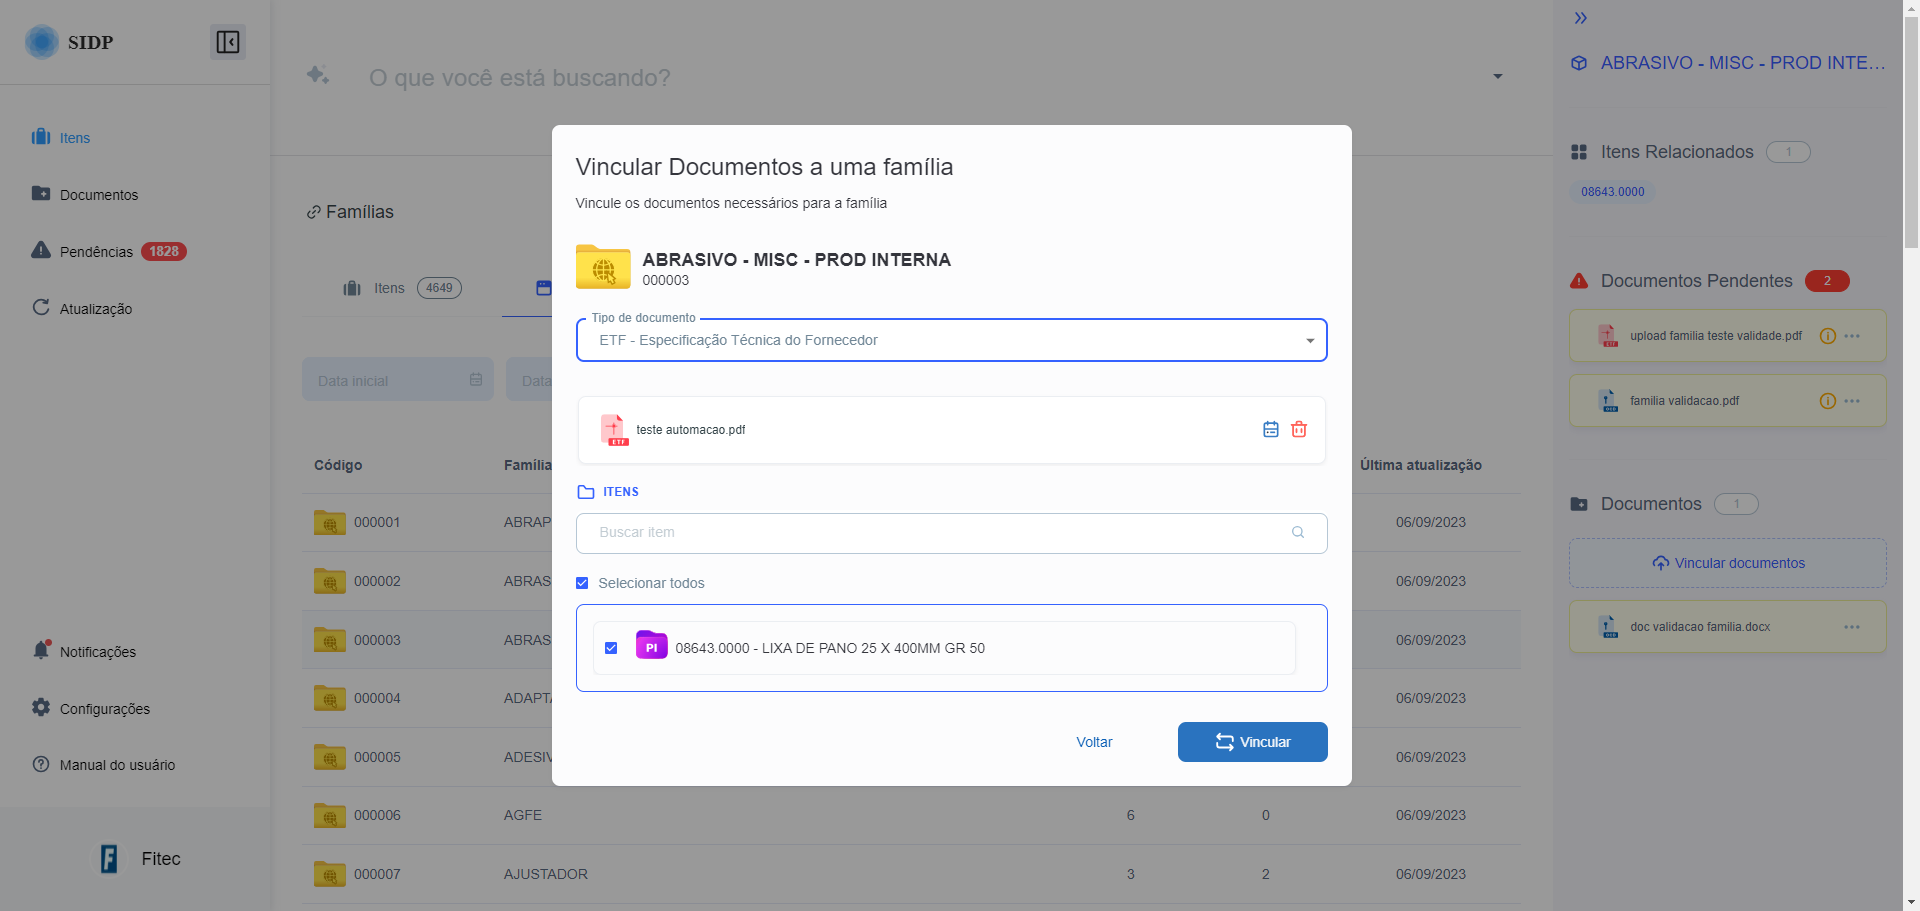 SIDP
Itens
Documentos
Pendências 1828
Atualização
Notificações
Configurações
Manual do usuário
Fitec
O que você está buscando?
Famílias
Itens 4649
Data inicial
Data
Código Família Última atualização
000001 ABRAP 06/09/2023
000002 ABRAS 06/09/2023
000003 ABRAS 06/09/2023
000004 ADAPTA 06/09/2023
000005 ADESIV 06/09/2023
000006 AGFE 6 0 06/09/2023
000007 AJUSTADOR 3 2 06/09/2023
Vincular Documentos a uma família
Vincule os documentos necessários para a família
ABRASIVO - MISC - PROD INTERNA
000003
Tipo de documento
ETF - Especificação Técnica do Fornecedor
ETF
teste automacao.pdf
ITENS
Buscar item
Selecionar todos
PI 08643.0000 - LIXA DE PANO 25 X 400MM GR 50
Voltar
Vincular
ABRASIVO - MISC - PROD INTE...
Itens Relacionados 1
08643.0000
Documentos Pendentes 2
upload familia teste validade.pdf
familia validacao.pdf
Documentos 1
Vincular documentos
doc validacao familia.docx